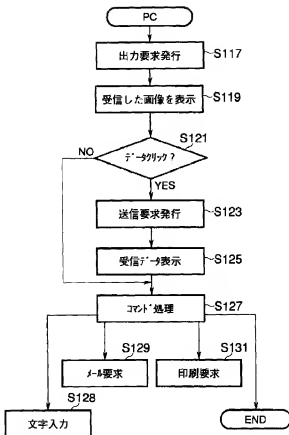 PC
出力要求発行
S117
受信した画像を表示
S119
S121
データクリック?
NO
YES
送信要求発行
S123
受信データ表示
S125
コマンド処理
S127
S129
メール要求
S131
印刷要求
S128
文字入力
END